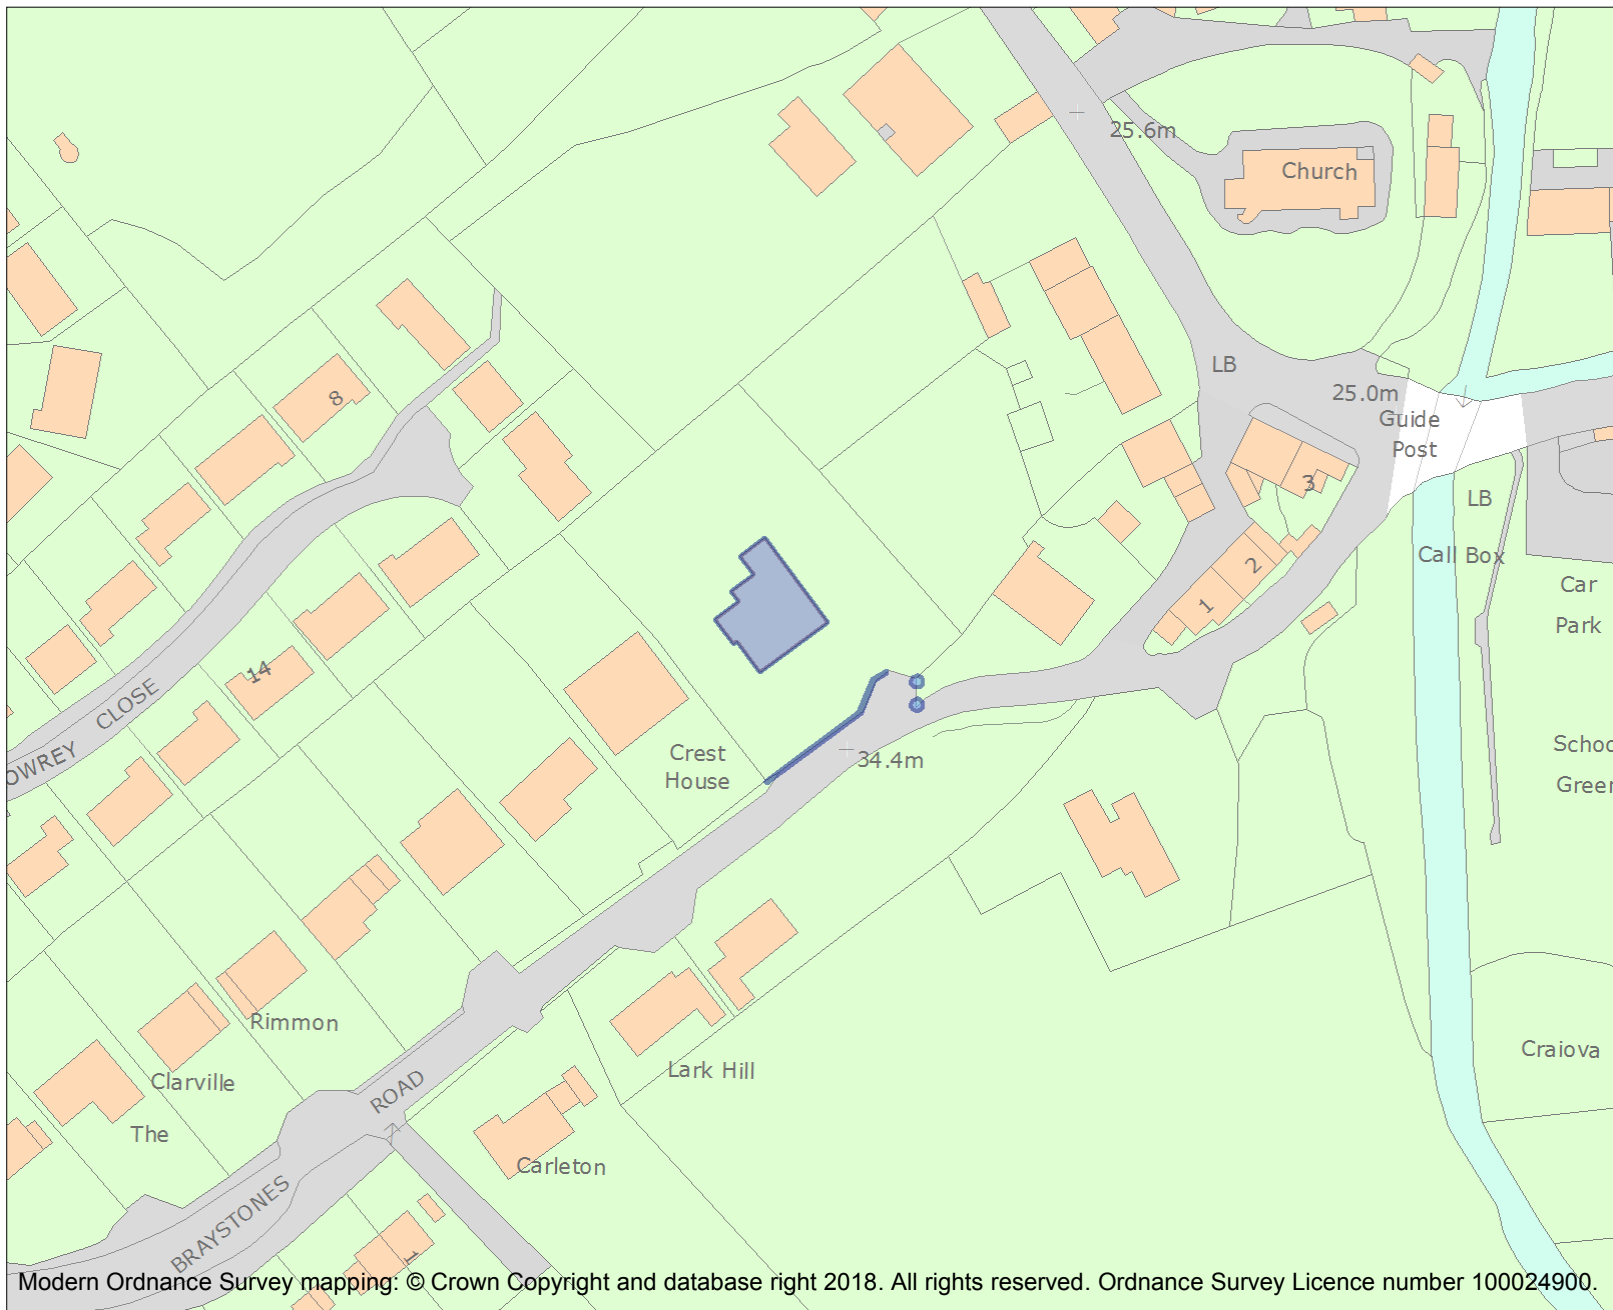 25.6m
Church
LB
25.0m
Guide
Post
8
3
LB
2
Call Box
Car
Park
1
14
CLOSE
OWREY
Crest
House
34.4m
Schoo
Green
Rimmon
Craiova
Clarville
Lark Hill
ROAD
The
Carleton
BRAYSTONES
1
Modern Ordnance Survey mapping: © Crown Copyright and database right 2018. All rights reserved. Ordnance Survey Licence number 100024900.